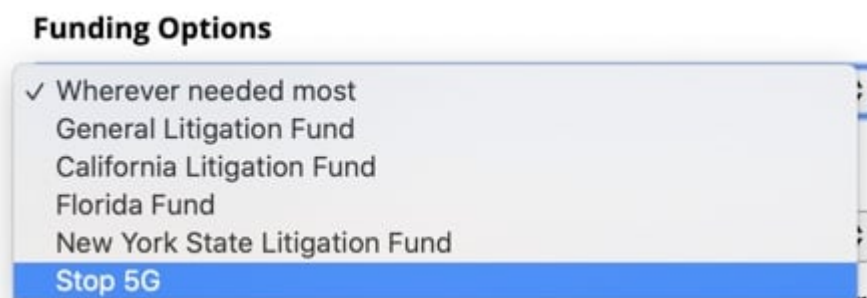 Funding Options
✓ Wherever needed most
General Litigation Fund
California Litigation Fund
Florida Fund
New York State Litigation Fund
Stop 5G